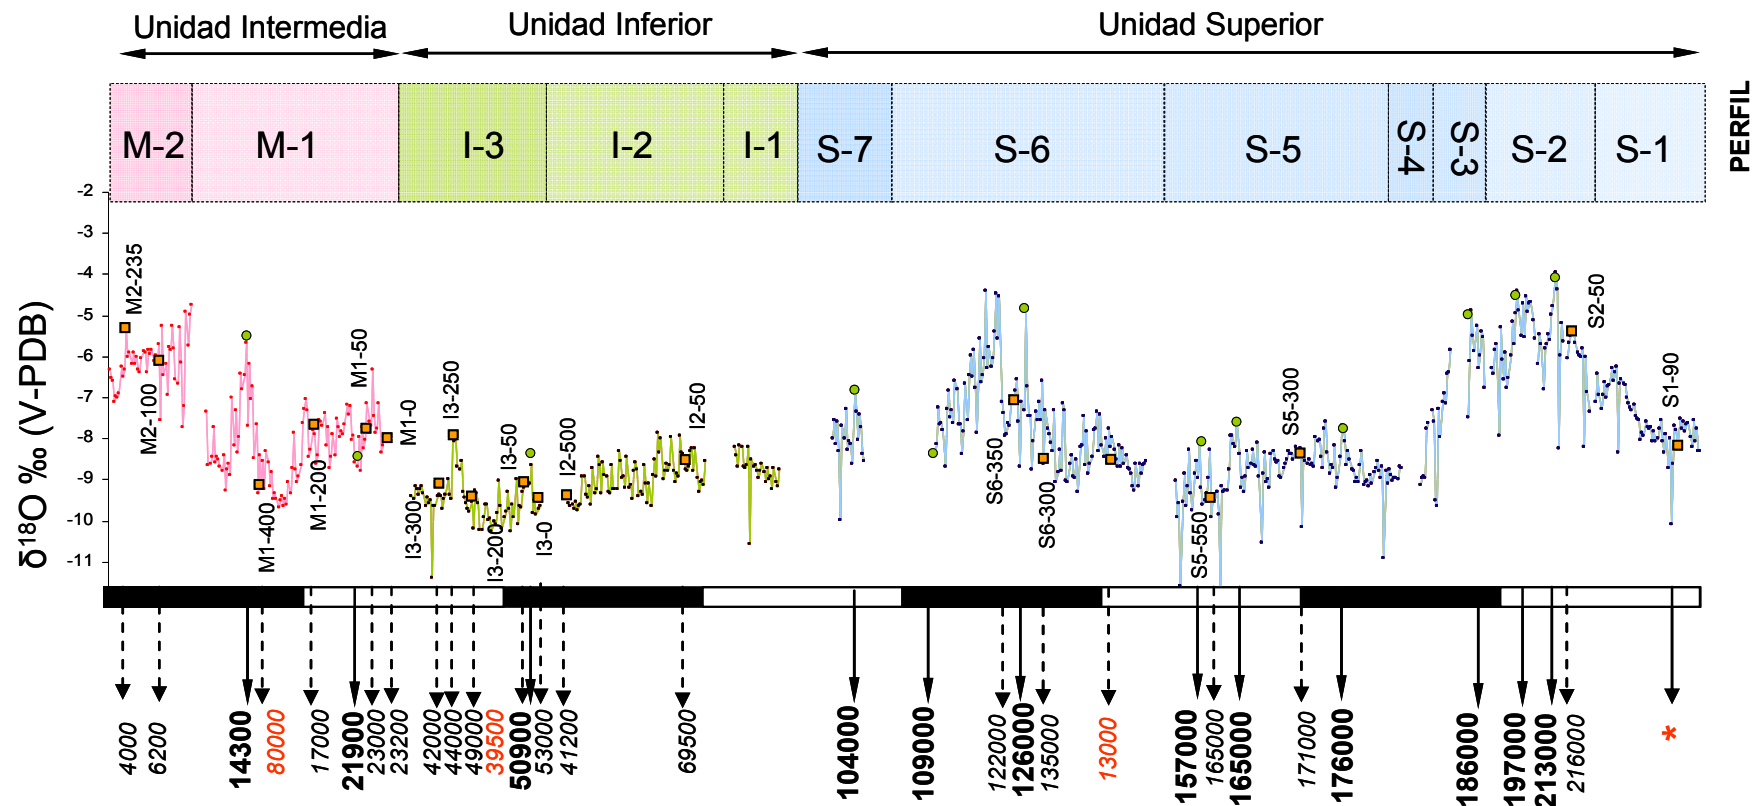 Unidad Intermedia
Unidad Inferior
Unidad Superior
M-2
M-1
I-3
I-2
I-1
S-7
S-6
S-5
S-4
S-3
S-2
S-1
PERFIL
δ18O ‰ (V-PDB)
-2
-3
-4
-5
-6
-7
-8
-9
-10
-11
M2-235
M2-100
M1-400
M1-200
M1-50
M1-0
I3-300
I3-250
I3-200
I3-50
I3-0
I2-500
I2-50
S6-350
S6-300
S5-550
S5-300
S2-50
S1-90
4000
6200
14300
80000
17000
21900
23000
23200
42000
44000
49000
39500
50900
53000
41200
69500
104000
109000
122000
126000
135000
13000
157000
165000
165000
171000
176000
186000
197000
213000
216000
*